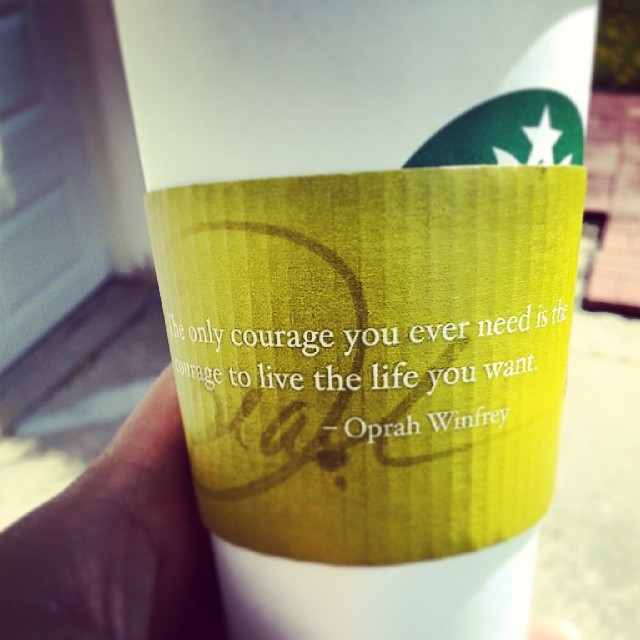 The only courage you ever need is the
courage to live the life you want.
– Oprah Winfrey